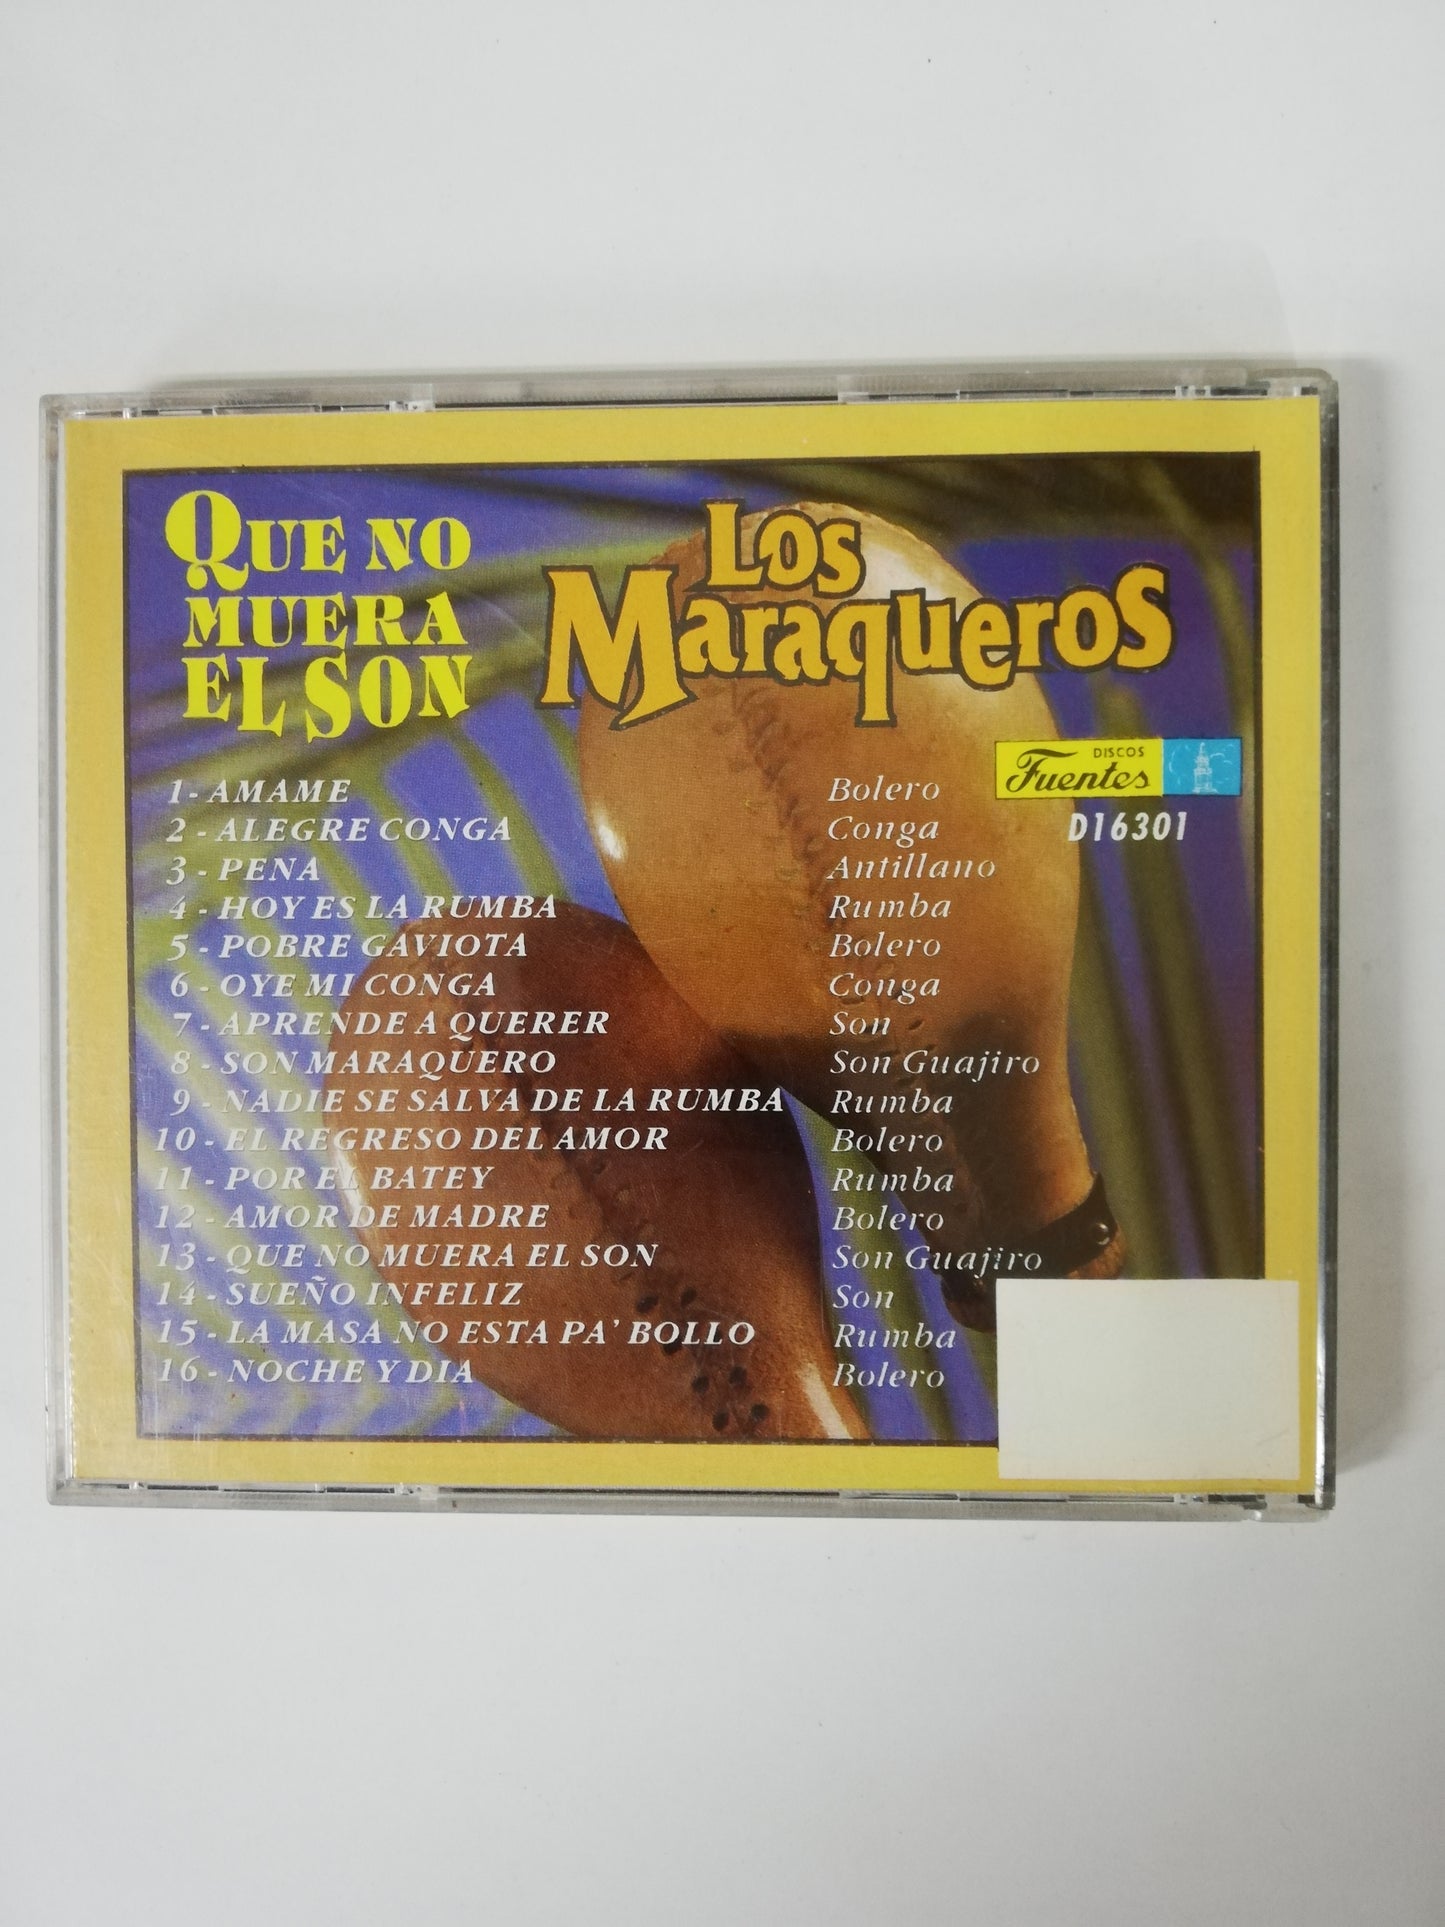 QUE NO
MUERA
EL SON
LOS
MARAQUEROS
DISCOS
Fuentes
D16301
1- AMAME Bolero
2 - ALEGRE CONGA Conga
3 - PENA Antillano
4 - HOY ES LA RUMBA Rumba
5 - POBRE GAVIOTA Bolero
6 - OYE MI CONGA Conga
7 - APRENDE A QUERER Son
8 - SON MARAQUERO Son Guajiro
9 - NADIE SE SALVA DE LA RUMBA Rumba
10 - EL REGRESO DEL AMOR Bolero
11 - POR EL BATEY Rumba
12 - AMOR DE MADRE Bolero
13 - QUE NO MUERA EL SON Son Guajiro
14 - SUEÑO INFELIZ Son
15 - LA MASA NO ESTA PA' BOLLO Rumba
16 - NOCHE Y DIA Bolero